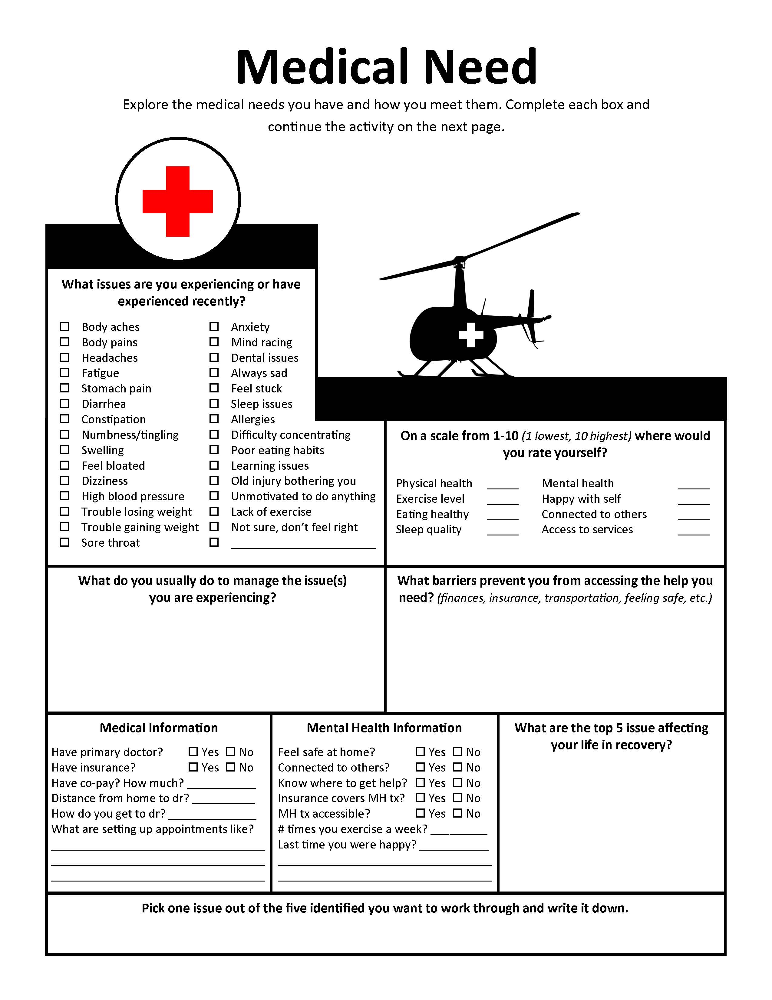 Medical Need
Explore the medical needs you have and how you meet them. Complete each box and
continue the activity on the next page.
What issues are you experiencing or have
experienced recently?
☐ Body aches
☐ Body pains
☐ Headaches
☐ Fatigue
☐ Stomach pain
☐ Diarrhea
☐ Constipation
☐ Numbness/tingling
☐ Swelling
☐ Feel bloated
☐ Dizziness
☐ High blood pressure
☐ Trouble losing weight
☐ Trouble gaining weight
☐ Sore throat
☐ Anxiety
☐ Mind racing
☐ Dental issues
☐ Always sad
☐ Feel stuck
☐ Sleep issues
☐ Allergies
☐ Difficulty concentrating
☐ Poor eating habits
☐ Learning issues
☐ Old injury bothering you
☐ Unmotivated to do anything
☐ Lack of exercise
☐ Not sure, don’t feel right
☐ ____________________
On a scale from 1-10 (1 lowest, 10 highest) where would
you rate yourself?
Physical health _____
Exercise level _____
Eating healthy _____
Sleep quality _____
Mental health _____
Happy with self _____
Connected to others _____
Access to services _____
What do you usually do to manage the issue(s)
you are experiencing?
What barriers prevent you from accessing the help you
need? (finances, insurance, transportation, feeling safe, etc.)
Medical Information
Have primary doctor? ☐ Yes ☐ No
Have insurance? ☐ Yes ☐ No
Have co-pay? How much? ___________
Distance from home to dr? __________
How do you get to dr? ______________
What are setting up appointments like?
Mental Health Information
Feel safe at home? ☐ Yes ☐ No
Connected to others? ☐ Yes ☐ No
Know where to get help? ☐ Yes ☐ No
Insurance covers MH tx? ☐ Yes ☐ No
MH tx accessible? ☐ Yes ☐ No
# times you exercise a week? _________
Last time you were happy? ___________
What are the top 5 issue affecting
your life in recovery?
Pick one issue out of the five identified you want to work through and write it down.